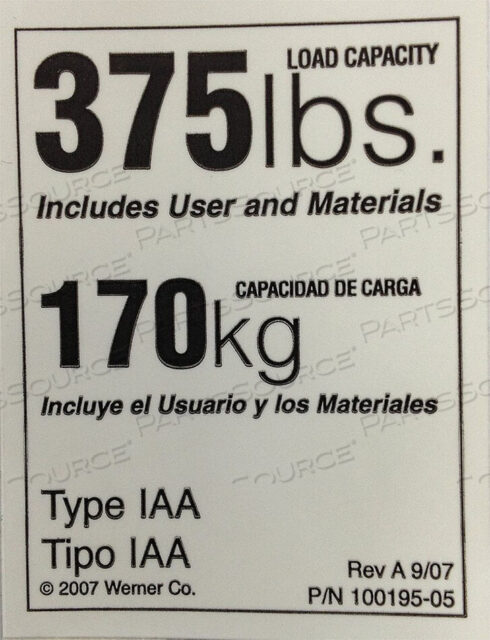 LOAD CAPACITY
375lbs.
Includes User and Materials
CAPACIDAD DE CARGA
170kg
Incluye el Usuario y los Materiales
Type IAA
Tipo IAA
© 2007 Werner Co.
Rev A 9/07
P/N 100195-05
PARTSSOURCE